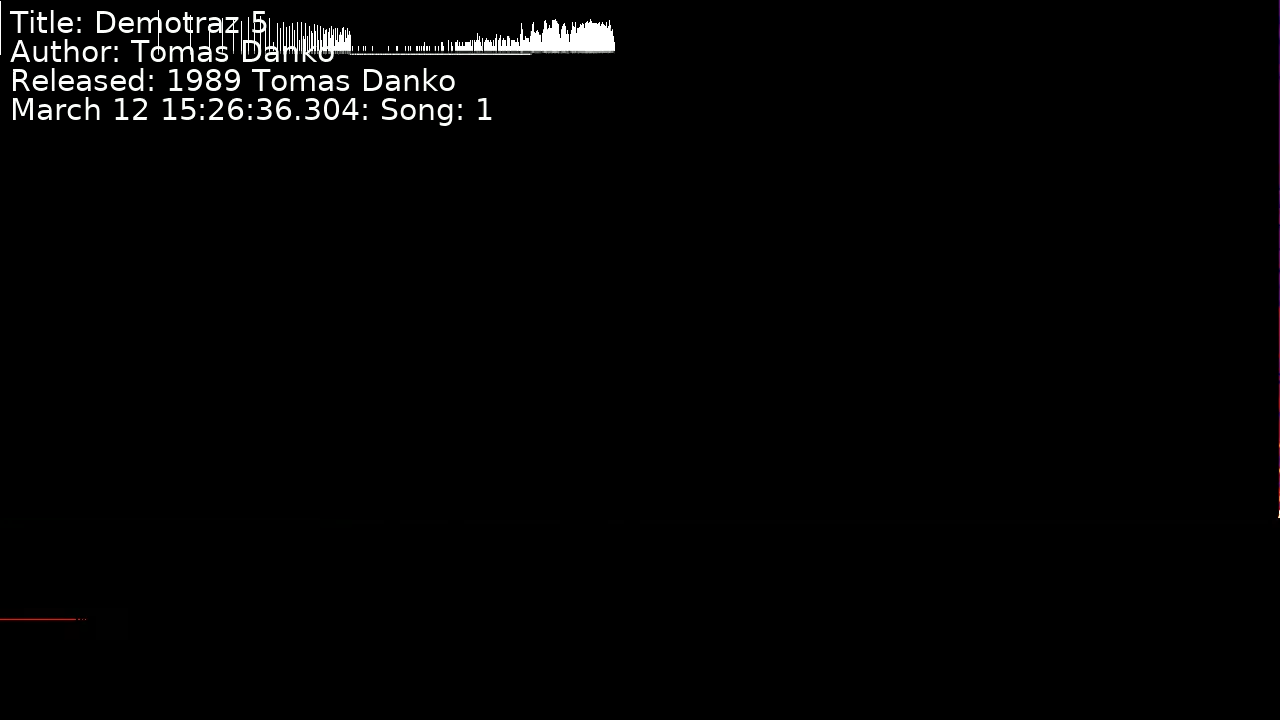 Title: Demotraz 5
Author: Tomas Danko
Released: 1989 Tomas Danko
March 12 15:26:36.304: Song: 1